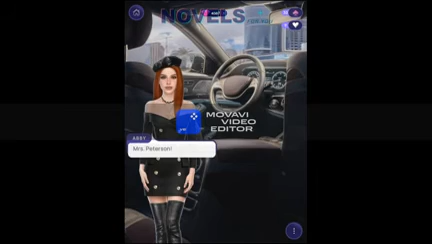 NOVELS
MOVAVI
VIDEO
EDITOR
ABBY
Mrs. Peterson!